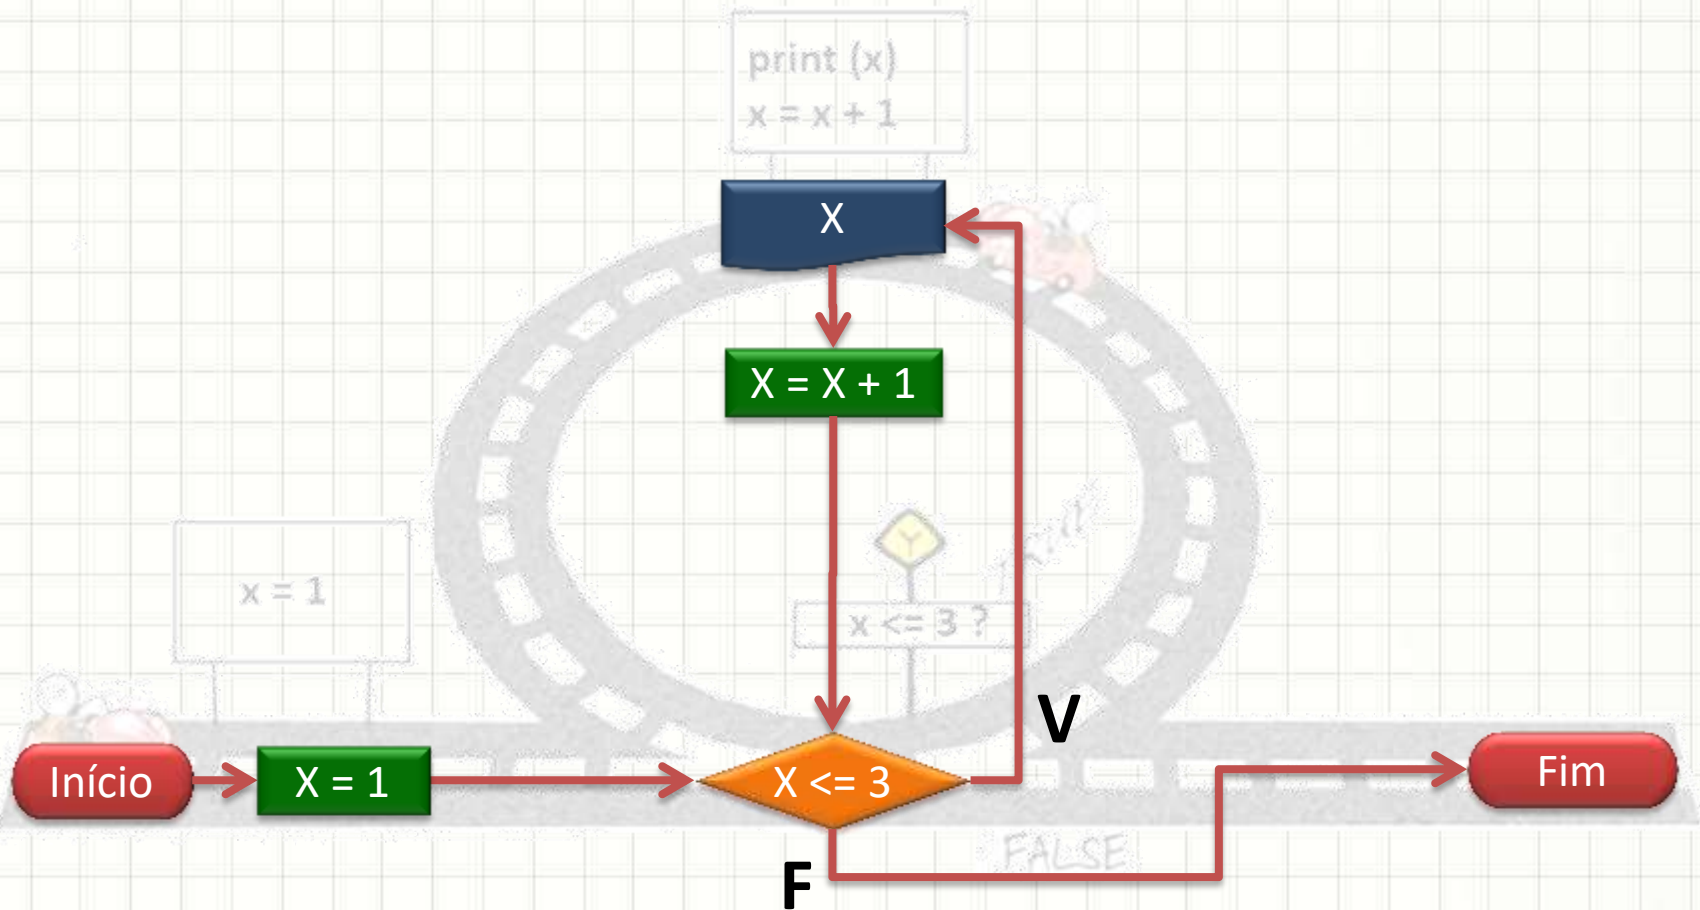 print (x)
x = x + 1
X
X = X + 1
x = 1
Y
x <= 3 ?
V
Início
X = 1
X <= 3
Fim
FALSE
F